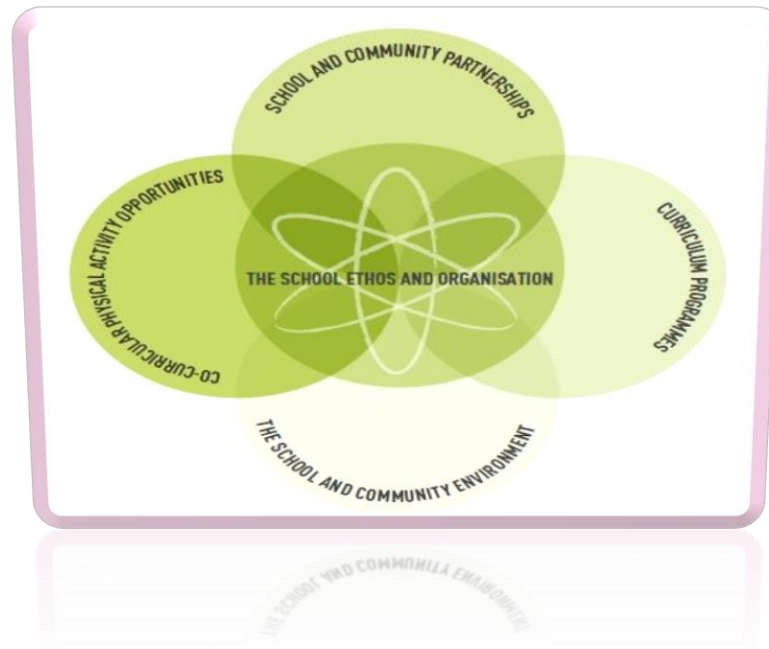 SCHOOL AND COMMUNITY PARTNERSHIPS
CO-CURRICULAR PHYSICAL ACTIVITY OPPORTUNITIES
CURRICULUM PROGRAMMES
THE SCHOOL ETHOS AND ORGANISATION
THE SCHOOL AND COMMUNITY ENVIRONMENT